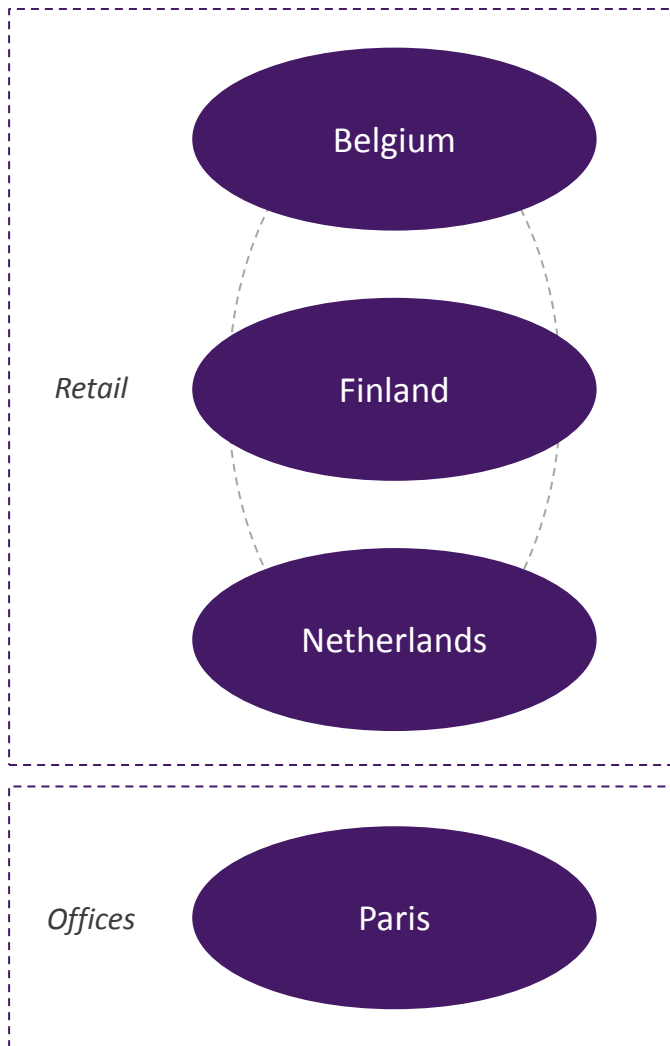 Belgium
Retail
Finland
Netherlands
Offices
Paris